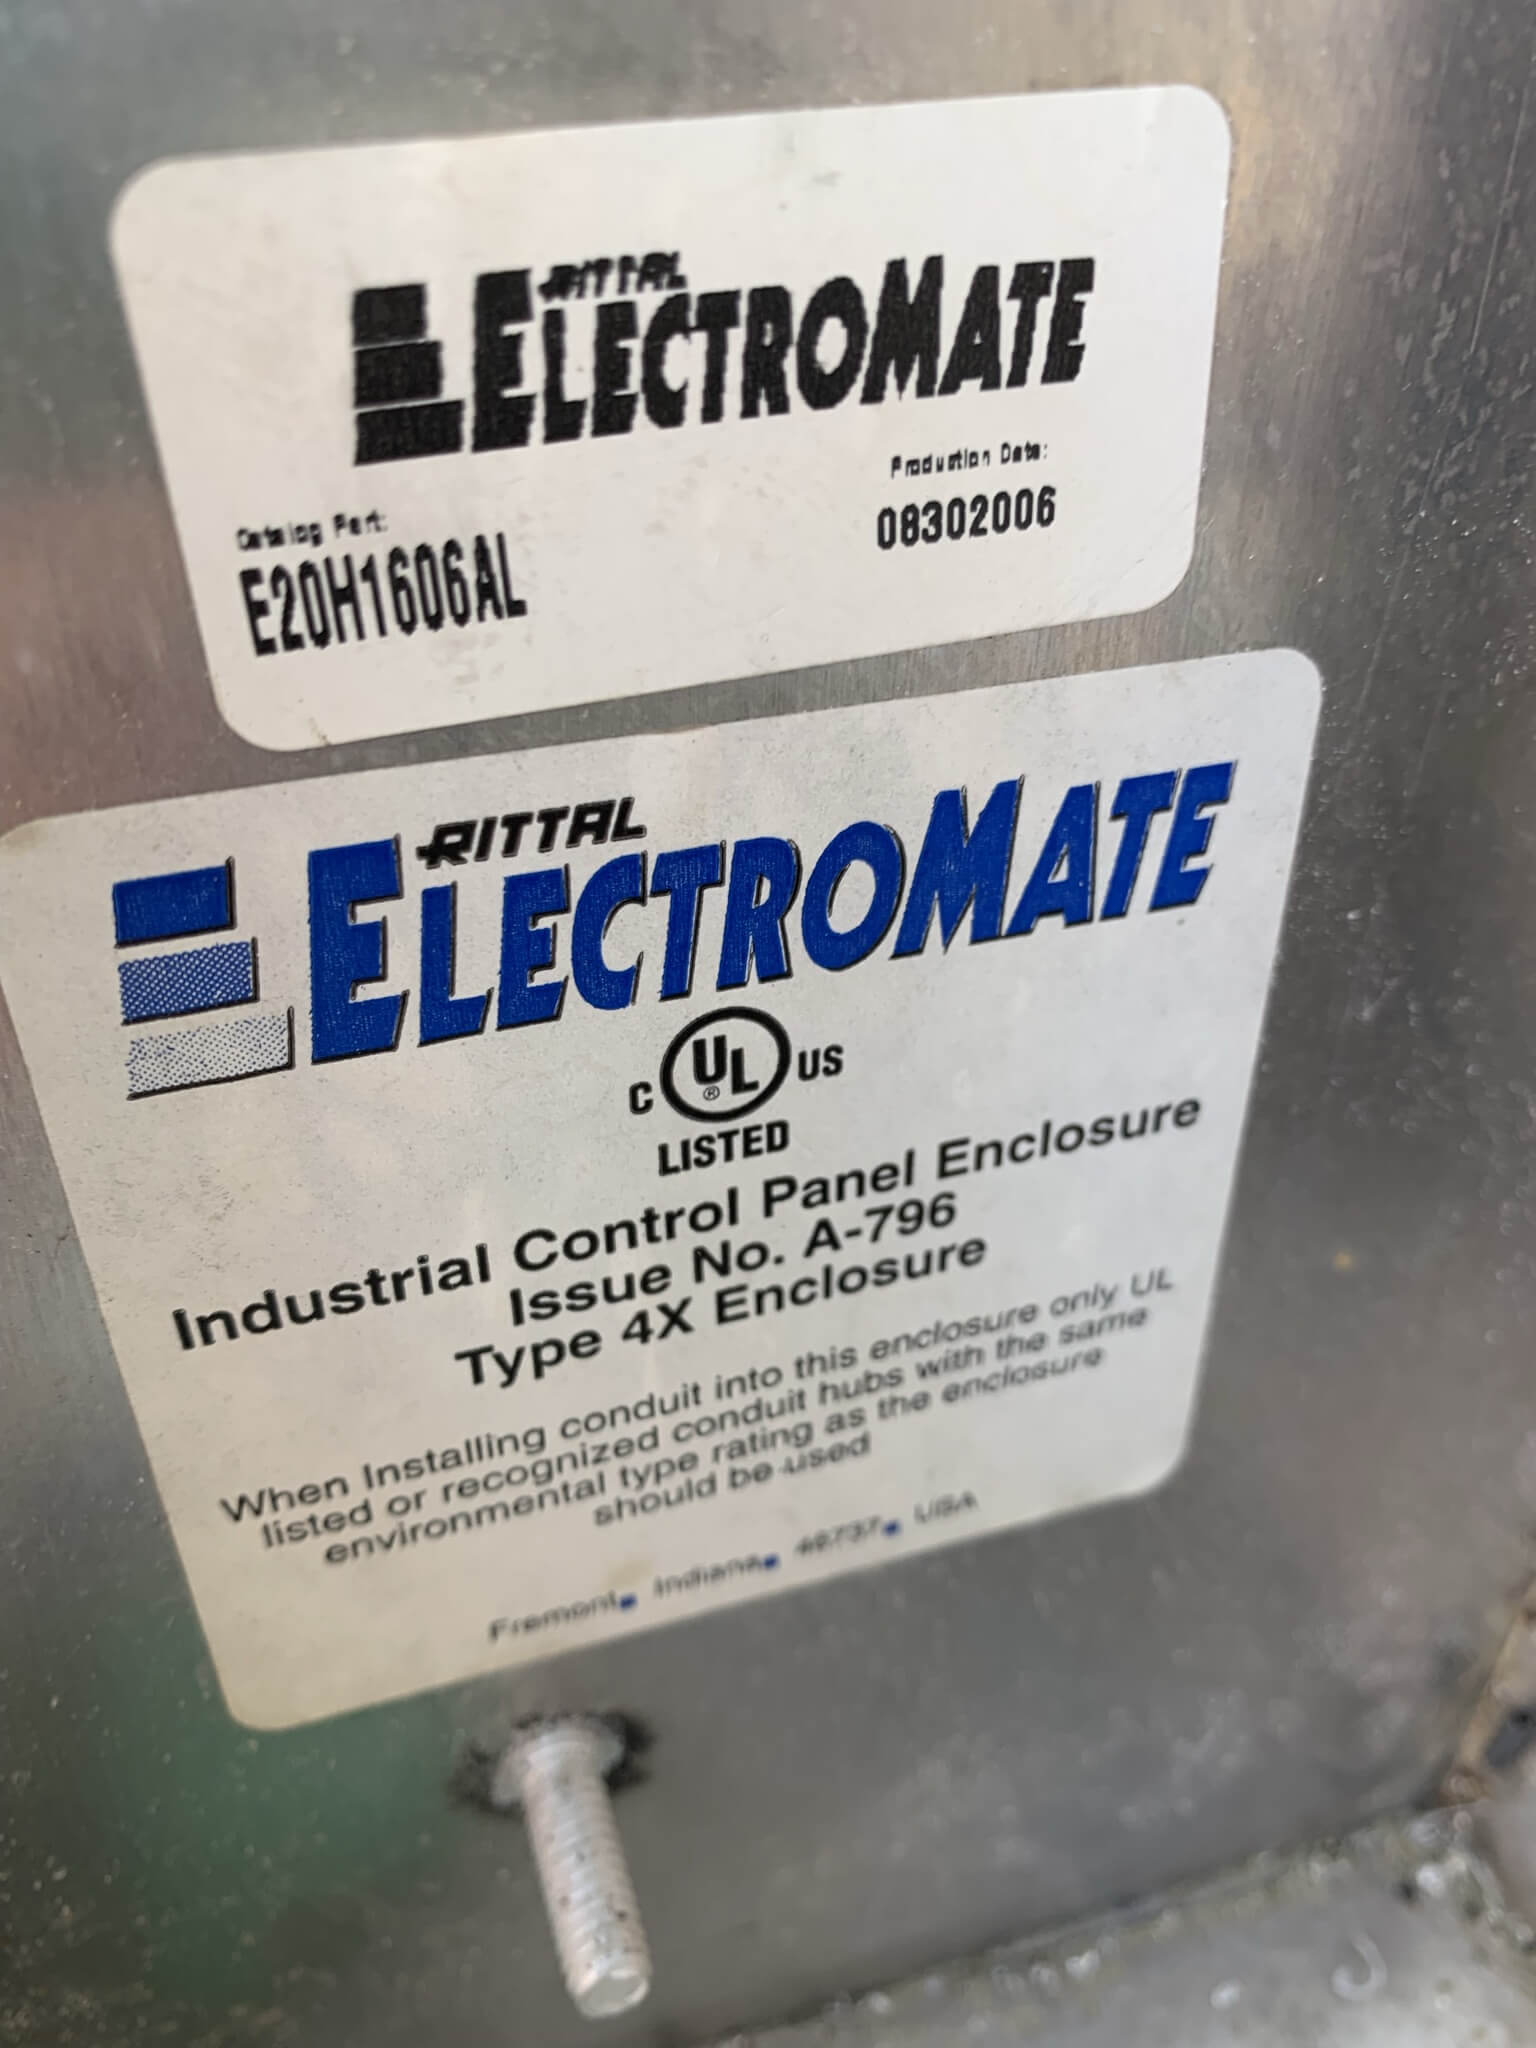 RITTAL
ELECTROMATE
Production Date:
08302006
Catalog Part:
E20H1606AL
RITTAL
ELECTROMATE
C UL® US
LISTED
Industrial Control Panel Enclosure
Issue No. A-796
Type 4X Enclosure
When Installing conduit into this enclosure only UL
listed or recognized conduit hubs with the same
environmental type rating as the enclosure
should be used
Fremont, Indiana, 46737, USA